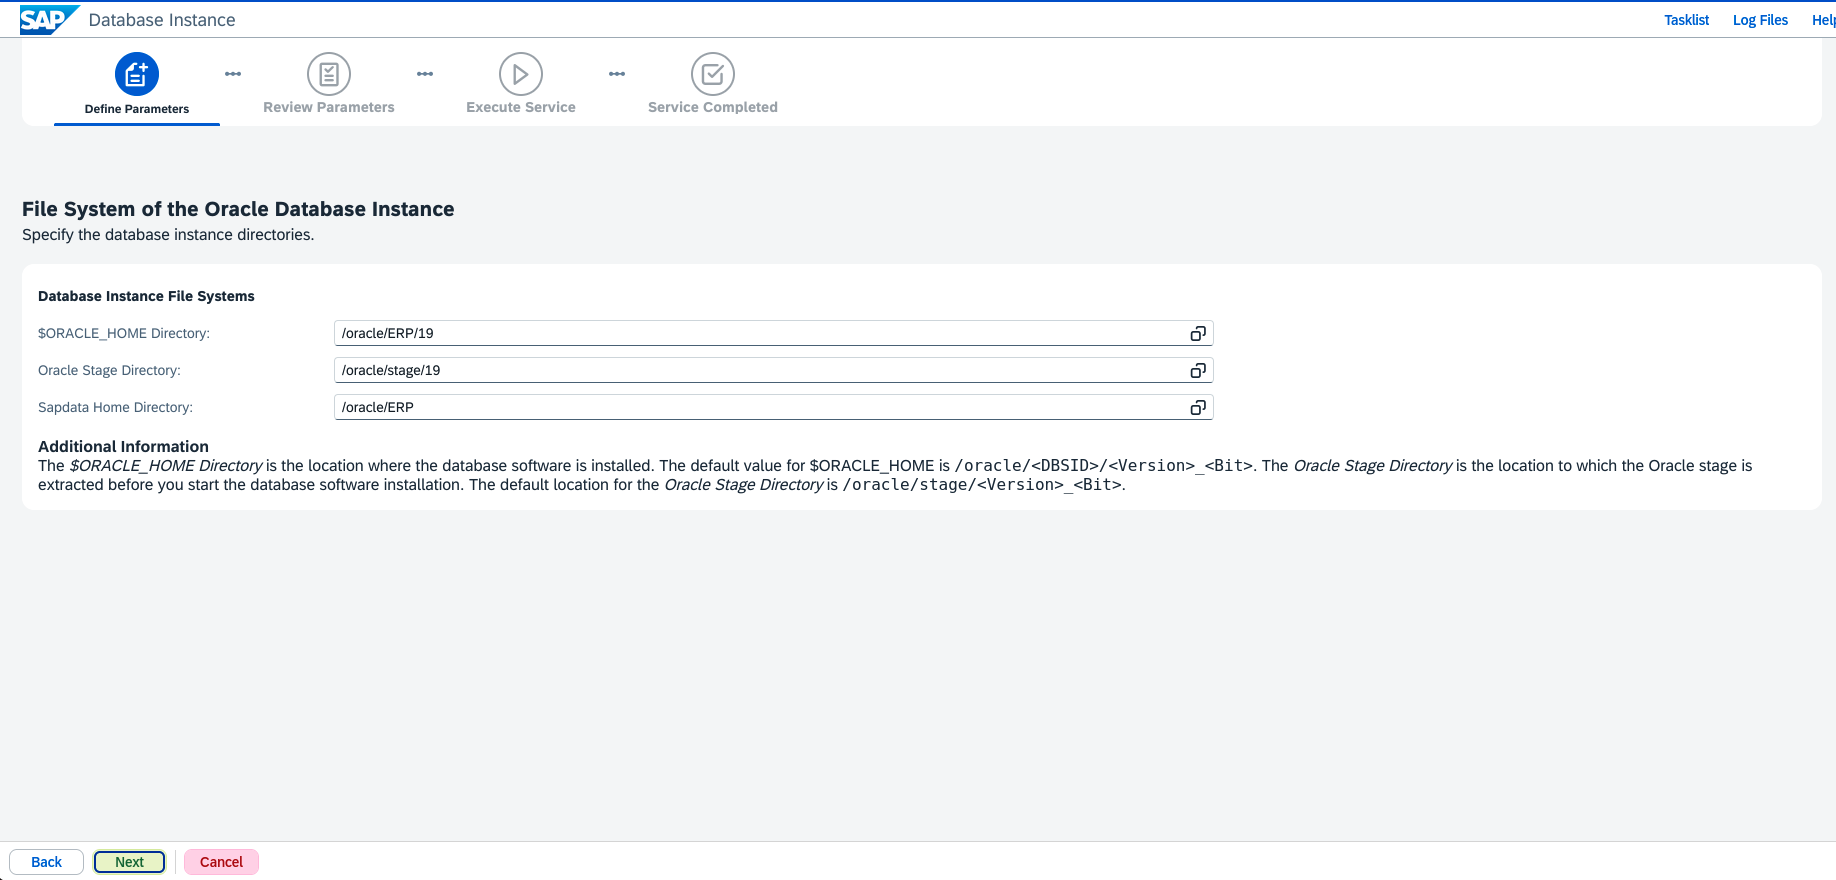 SAP Database Instance Tasklist Log Files Help
Define Parameters Review Parameters Execute Service Service Completed
File System of the Oracle Database Instance
Specify the database instance directories.
Database Instance File Systems
$ORACLE_HOME Directory: /oracle/ERP/19
Oracle Stage Directory: /oracle/stage/19
Sapdata Home Directory: /oracle/ERP
Additional Information
The $ORACLE_HOME Directory is the location where the database software is installed. The default value for $ORACLE_HOME is /oracle/<DBSID>/<Version>_<Bit>. The Oracle Stage Directory is the location to which the Oracle stage is
extracted before you start the database software installation. The default location for the Oracle Stage Directory is /oracle/stage/<Version>_<Bit>.
Back Next Cancel